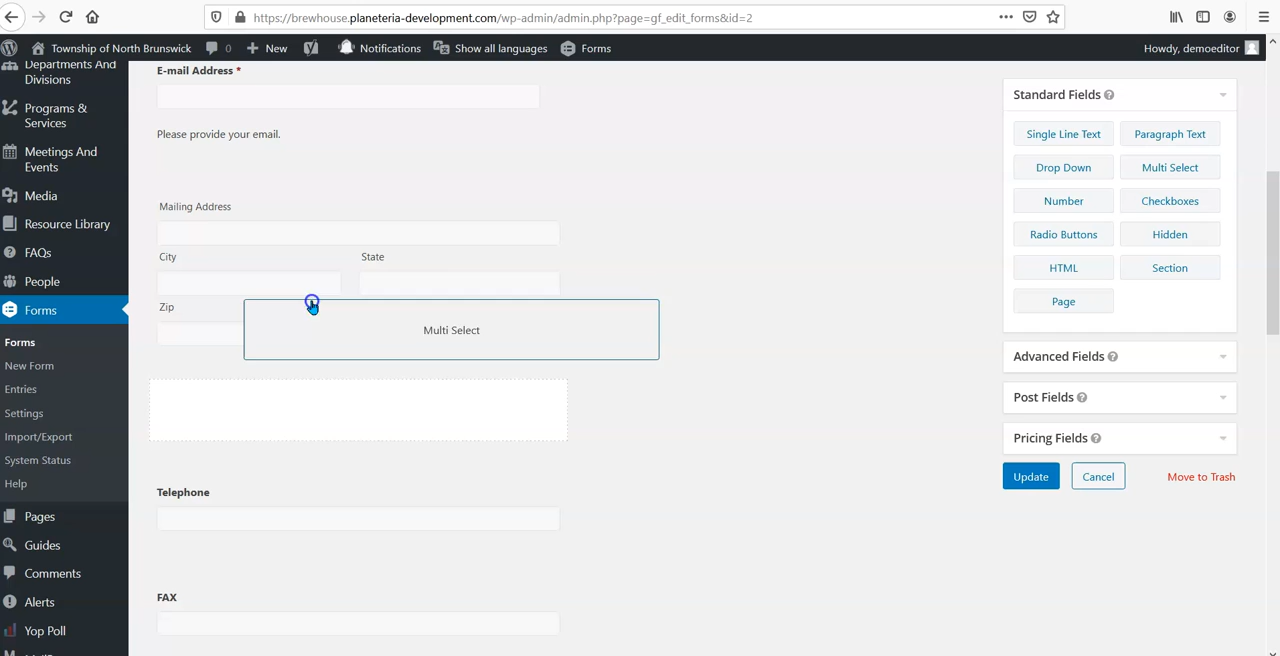 https://brewhouse.planeteria-development.com/wp-admin/admin.php?page=gf_edit_forms&id=2
Township of North Brunswick 0 New Notifications Show all languages Forms Howdy, demoeditor
Departments And
Divisions
Programs &
Services
Meetings And
Events
Media
Resource Library
FAQs
People
Forms
Forms
New Form
Entries
Settings
Import/Export
System Status
Help
Pages
Guides
Comments
Alerts
Yop Poll
E-mail Address *
Please provide your email.
Mailing Address
City State
Zip
Multi Select
Telephone
FAX
Standard Fields
Single Line Text Paragraph Text
Drop Down Multi Select
Number Checkboxes
Radio Buttons Hidden
HTML Section
Page
Advanced Fields
Post Fields
Pricing Fields
Update Cancel Move to Trash